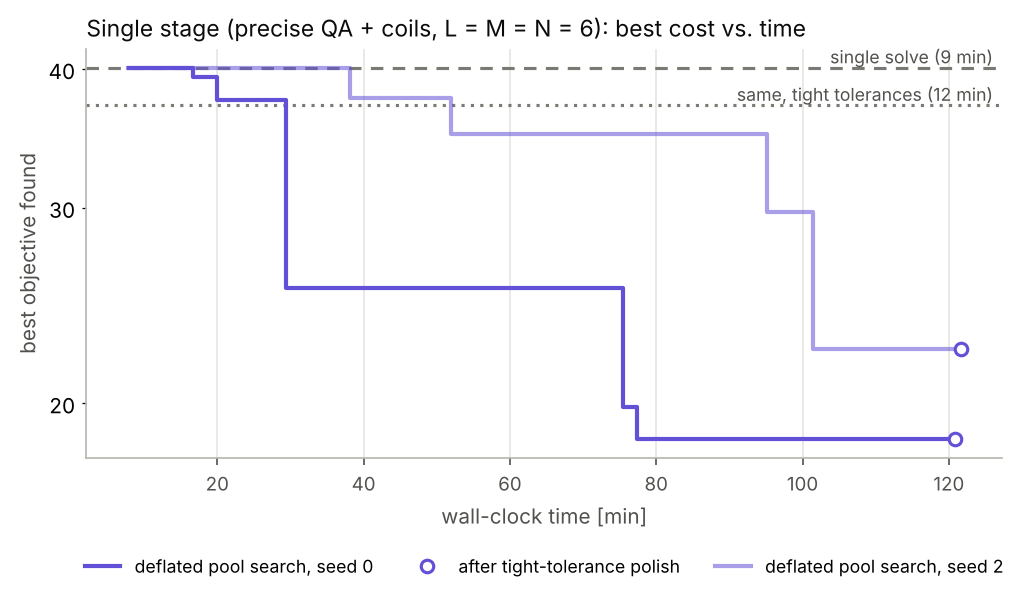 Single stage (precise QA + coils, L = M = N = 6): best cost vs. time
single solve (9 min)
same, tight tolerances (12 min)
best objective found
40
30
20
20 40 60 80 100 120
wall-clock time [min]
deflated pool search, seed 0 after tight-tolerance polish deflated pool search, seed 2